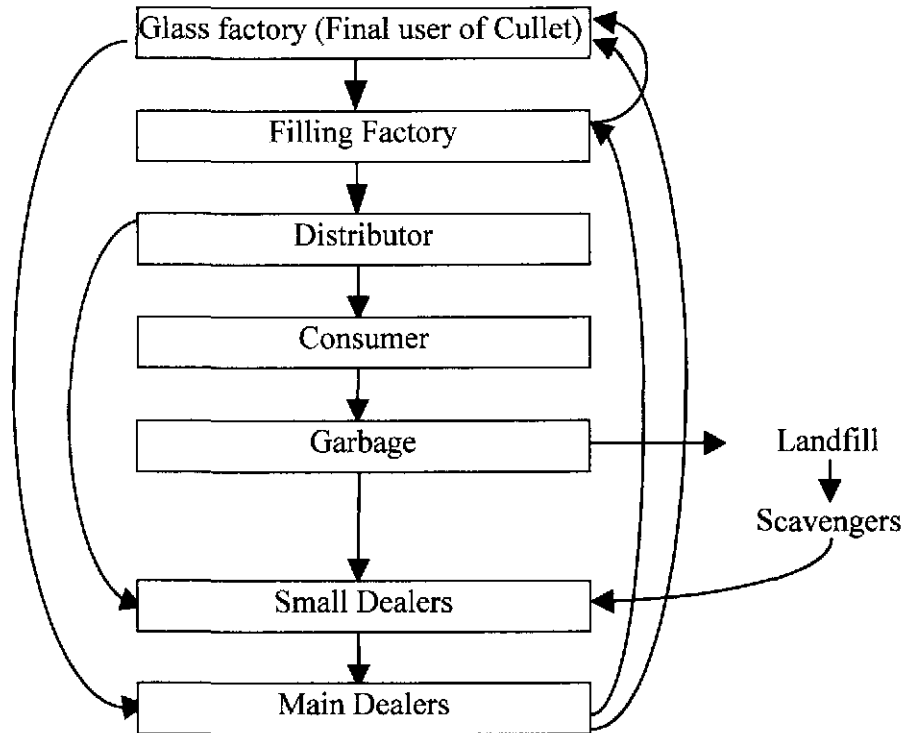 Glass factory (Final user of Cullet)
Filling Factory
Distributor
Consumer
Garbage
Landfill
Scavengers
Small Dealers
Main Dealers